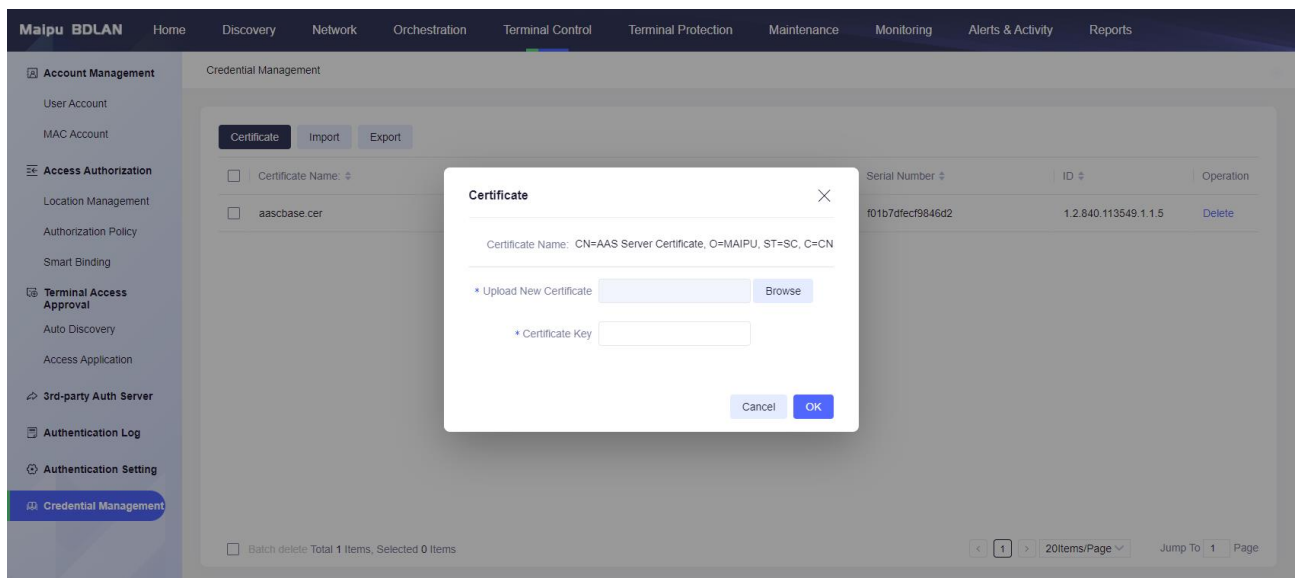 Maipu BDLAN Home Discovery Network Orchestration Terminal Control Terminal Protection Maintenance Monitoring Alerts & Activity Reports
Account Management
User Account
MAC Account
Access Authorization
Location Management
Authorization Policy
Smart Binding
Terminal Access
Approval
Auto Discovery
Access Application
3rd-party Auth Server
Authentication Log
Authentication Setting
Credential Management
Credential Management
Certificate Import Export
Certificate Name: Serial Number ID Operation
aascbase.cer f01b7dfecf9846d2 1.2.840.113549.1.1.5 Delete
Certificate
Certificate Name: CN=AAS Server Certificate, O=MAIPU, ST=SC, C=CN
* Upload New Certificate Browse
* Certificate Key
Cancel OK
Batch delete Total 1 Items, Selected 0 Items < 1 > 20Items/Page Jump To 1 Page